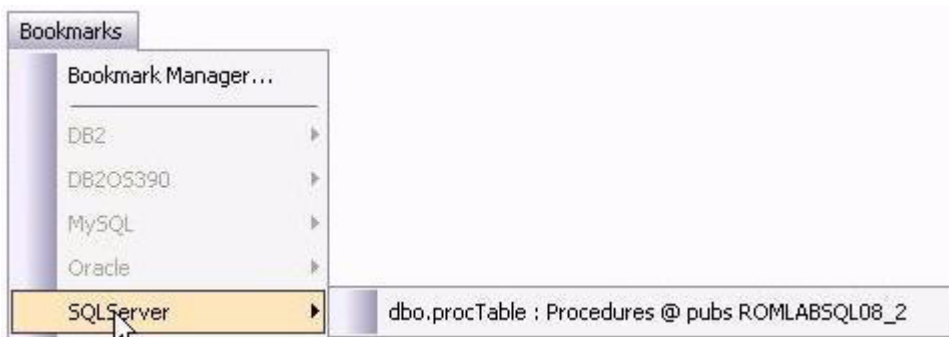 Bookmarks
Bookmark Manager...
DB2
DB2OS390
MySQL
Oracle
SQLServer
dbo.procTable : Procedures @ pubs ROMLABSQL08_2